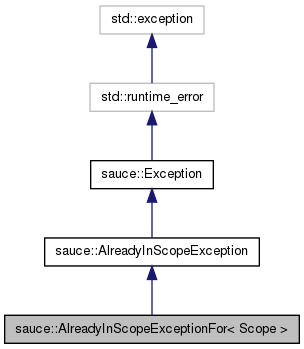 std::exception
std::runtime_error
sauce::Exception
sauce::AlreadyInScopeException
sauce::AlreadyInScopeExceptionFor< Scope >